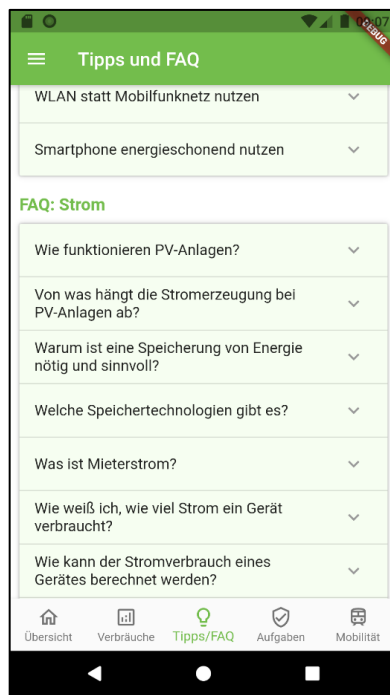 DEBUG
Tipps und FAQ
WLAN statt Mobilfunknetz nutzen
Smartphone energieschonend nutzen
FAQ: Strom
Wie funktionieren PV-Anlagen?
Von was hängt die Stromerzeugung bei
PV-Anlagen ab?
Warum ist eine Speicherung von Energie
nötig und sinnvoll?
Welche Speichertechnologien gibt es?
Was ist Mieterstrom?
Wie weiß ich, wie viel Strom ein Gerät
verbraucht?
Wie kann der Stromverbrauch eines
Gerätes berechnet werden?
Übersicht
Verbräuche
Tipps/FAQ
Aufgaben
Mobilität